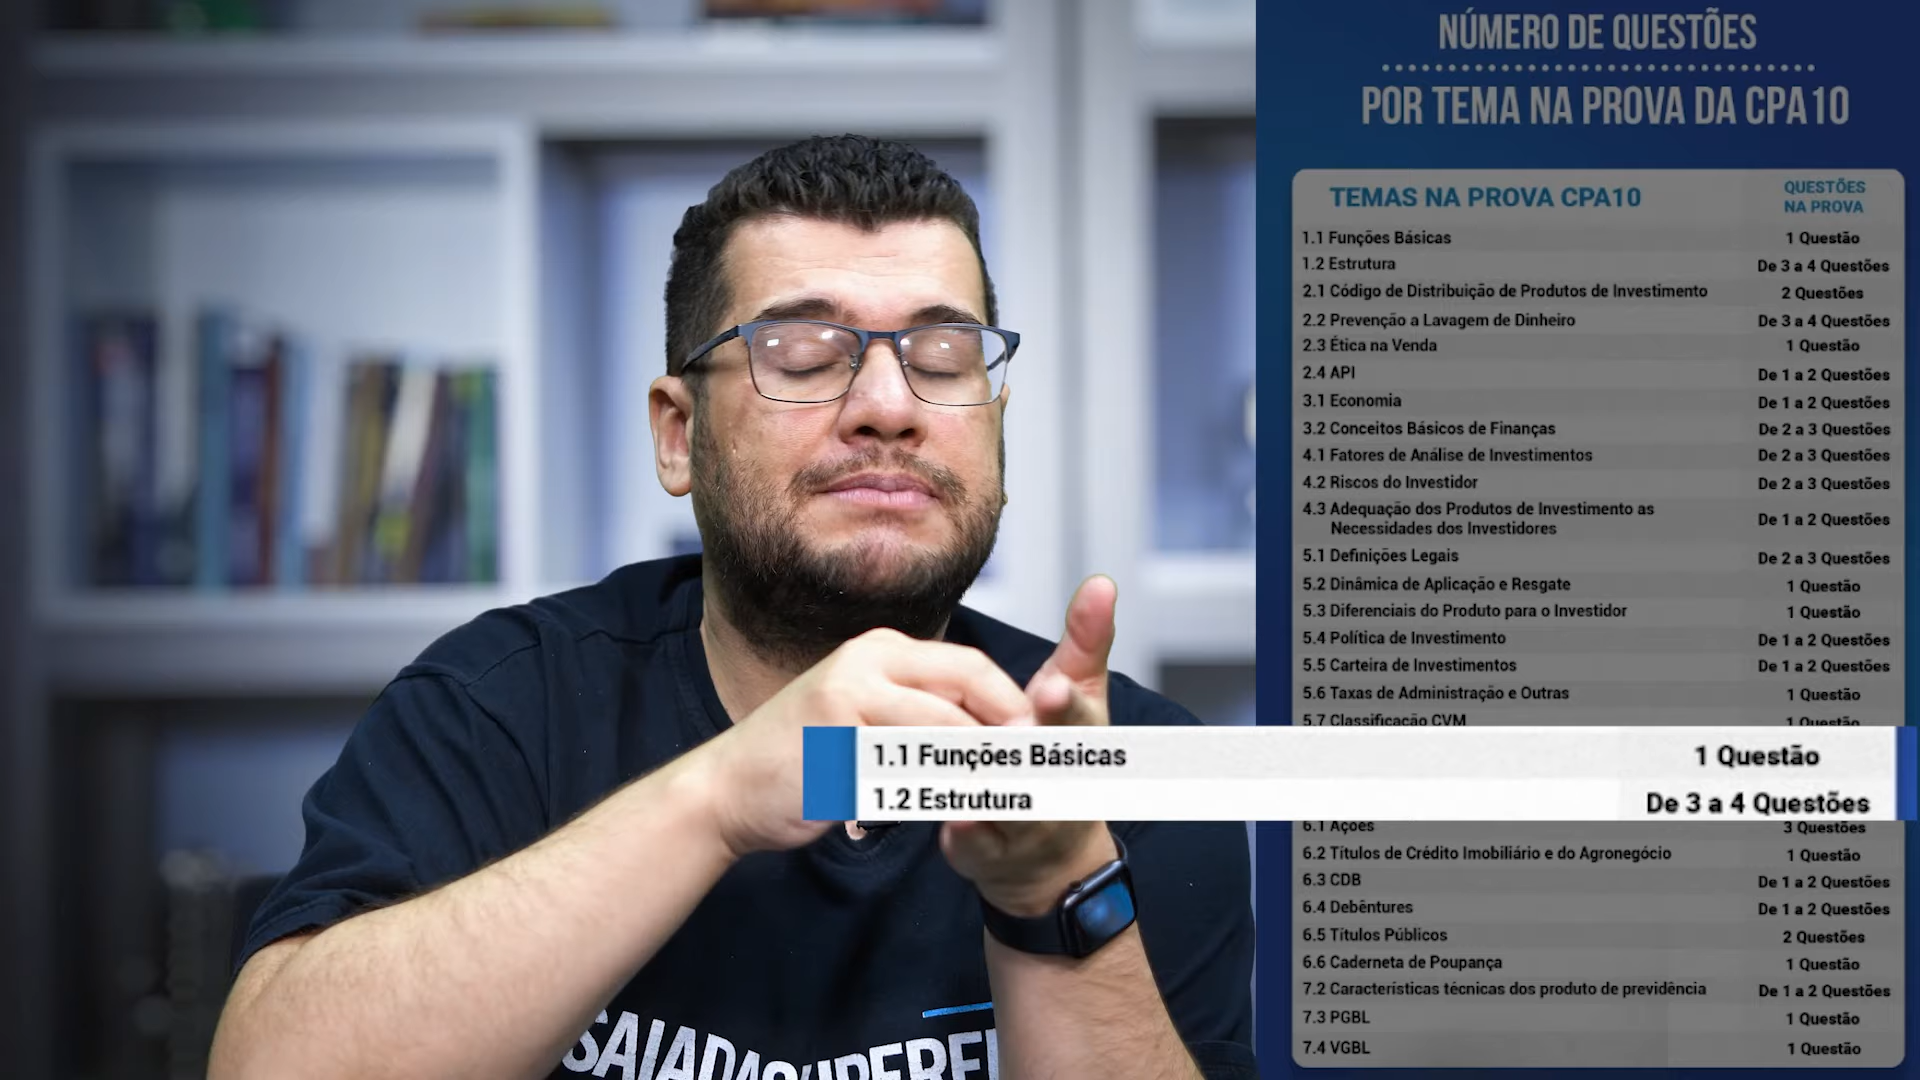 NÚMERO DE QUESTÕES
POR TEMA NA PROVA DA CPA10
TEMAS NA PROVA CPA10
QUESTÕES
NA PROVA
1.1 Funções Básicas 1 Questão
1.2 Estrutura De 3 a 4 Questões
2.1 Código de Distribuição de Produtos de Investimento 2 Questões
2.2 Prevenção a Lavagem de Dinheiro De 3 a 4 Questões
2.3 Ética na Venda 1 Questão
2.4 API De 1 a 2 Questões
3.1 Economia De 1 a 2 Questões
3.2 Conceitos Básicos de Finanças De 2 a 3 Questões
4.1 Fatores de Análise de Investimentos De 2 a 3 Questões
4.2 Riscos do Investidor De 2 a 3 Questões
4.3 Adequação dos Produtos de Investimento as
Necessidades dos Investidores De 1 a 2 Questões
5.1 Definições Legais De 2 a 3 Questões
5.2 Dinâmica de Aplicação e Resgate 1 Questão
5.3 Diferenciais do Produto para o Investidor 1 Questão
5.4 Política de Investimento De 1 a 2 Questões
5.5 Carteira de Investimentos De 1 a 2 Questões
5.6 Taxas de Administração e Outras 1 Questão
5.7 Classificação CVM 1 Questão
1.1 Funções Básicas 1 Questão
1.2 Estrutura De 3 a 4 Questões
6.1 Ações 3 Questões
6.2 Títulos de Crédito Imobiliário e do Agronegócio 1 Questão
6.3 CDB De 1 a 2 Questões
6.4 Debêntures De 1 a 2 Questões
6.5 Títulos Públicos 2 Questões
6.6 Caderneta de Poupança 1 Questão
7.2 Características técnicas dos produto de previdência De 1 a 2 Questões
7.3 PGBL 1 Questão
7.4 VGBL 1 Questão